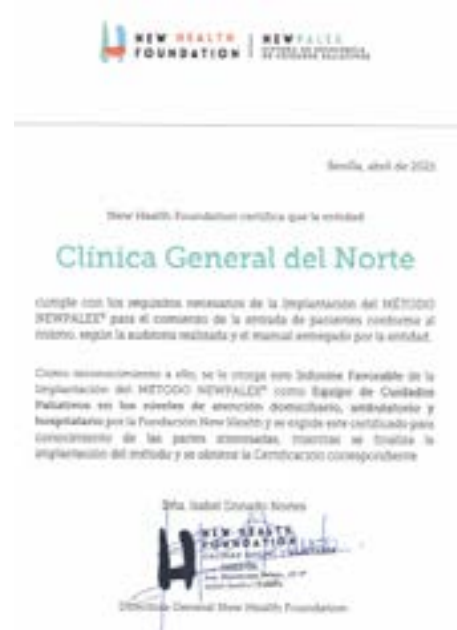 NEW HEALTH
FOUNDATION
NEWPALEX
Sevilla, abril de
New Health Foundation certifica que la entidad
Clínica General del Norte
cumple con los requisitos necesarios de la Implantación del MÉTODO
NEWPALEX® para el comienzo de la entrada de pacientes conforme al
mismo, según la auditoría realizada y el manual entregado por la entidad.
Como reconocimiento a ello, se le otorga este Informe Favorable de la
Implantación del MÉTODO NEWPALEX® como Equipo de Cuidados
Paliativos en los niveles de atención domiciliario, ambulatorio y
hospitalario por la Fundación New Health y se expide este certificado para
conocimiento de las partes interesadas, mientras se finaliza la
implantación del método y se obtiene la Certificación correspondiente
Dña. Isabel
NEW HEALTH
FOUNDATION
Directora General New Health Foundation